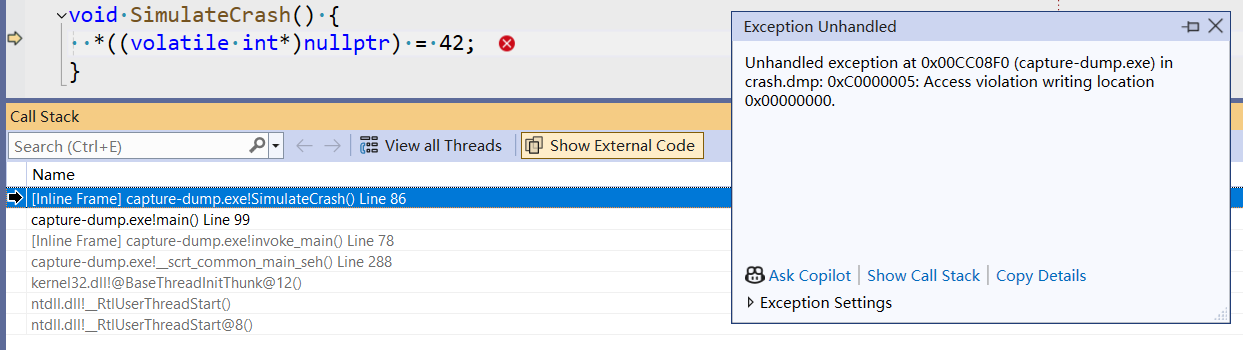 void SimulateCrash() {
*((volatile int*)nullptr) = 42;
}
Exception Unhandled
Unhandled exception at 0x00CC08F0 (capture-dump.exe) in
crash.dmp: 0xC0000005: Access violation writing location
0x00000000.
Ask Copilot | Show Call Stack | Copy Details
Exception Settings
Call Stack
Search (Ctrl+E) View all Threads Show External Code
Name
[Inline Frame] capture-dump.exe!SimulateCrash() Line 86
capture-dump.exe!main() Line 99
[Inline Frame] capture-dump.exe!invoke_main() Line 78
capture-dump.exe!__scrt_common_main_seh() Line 288
kernel32.dll!@BaseThreadInitThunk@12()
ntdll.dll!__RtlUserThreadStart()
ntdll.dll!__RtlUserThreadStart@8()